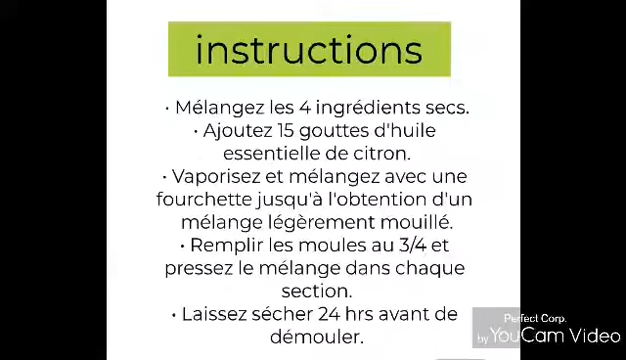 instructions
• Mélangez les 4 ingrédients secs.
• Ajoutez 15 gouttes d'huile
essentielle de citron.
• Vaporisez et mélangez avec une
fourchette jusqu'à l'obtention d'un
mélange légèrement mouillé.
• Remplir les moules au 3/4 et
pressez le mélange dans chaque
section.
• Laissez sécher 24 hrs avant de
démouler.
Perfect Corp.
by YouCam Video